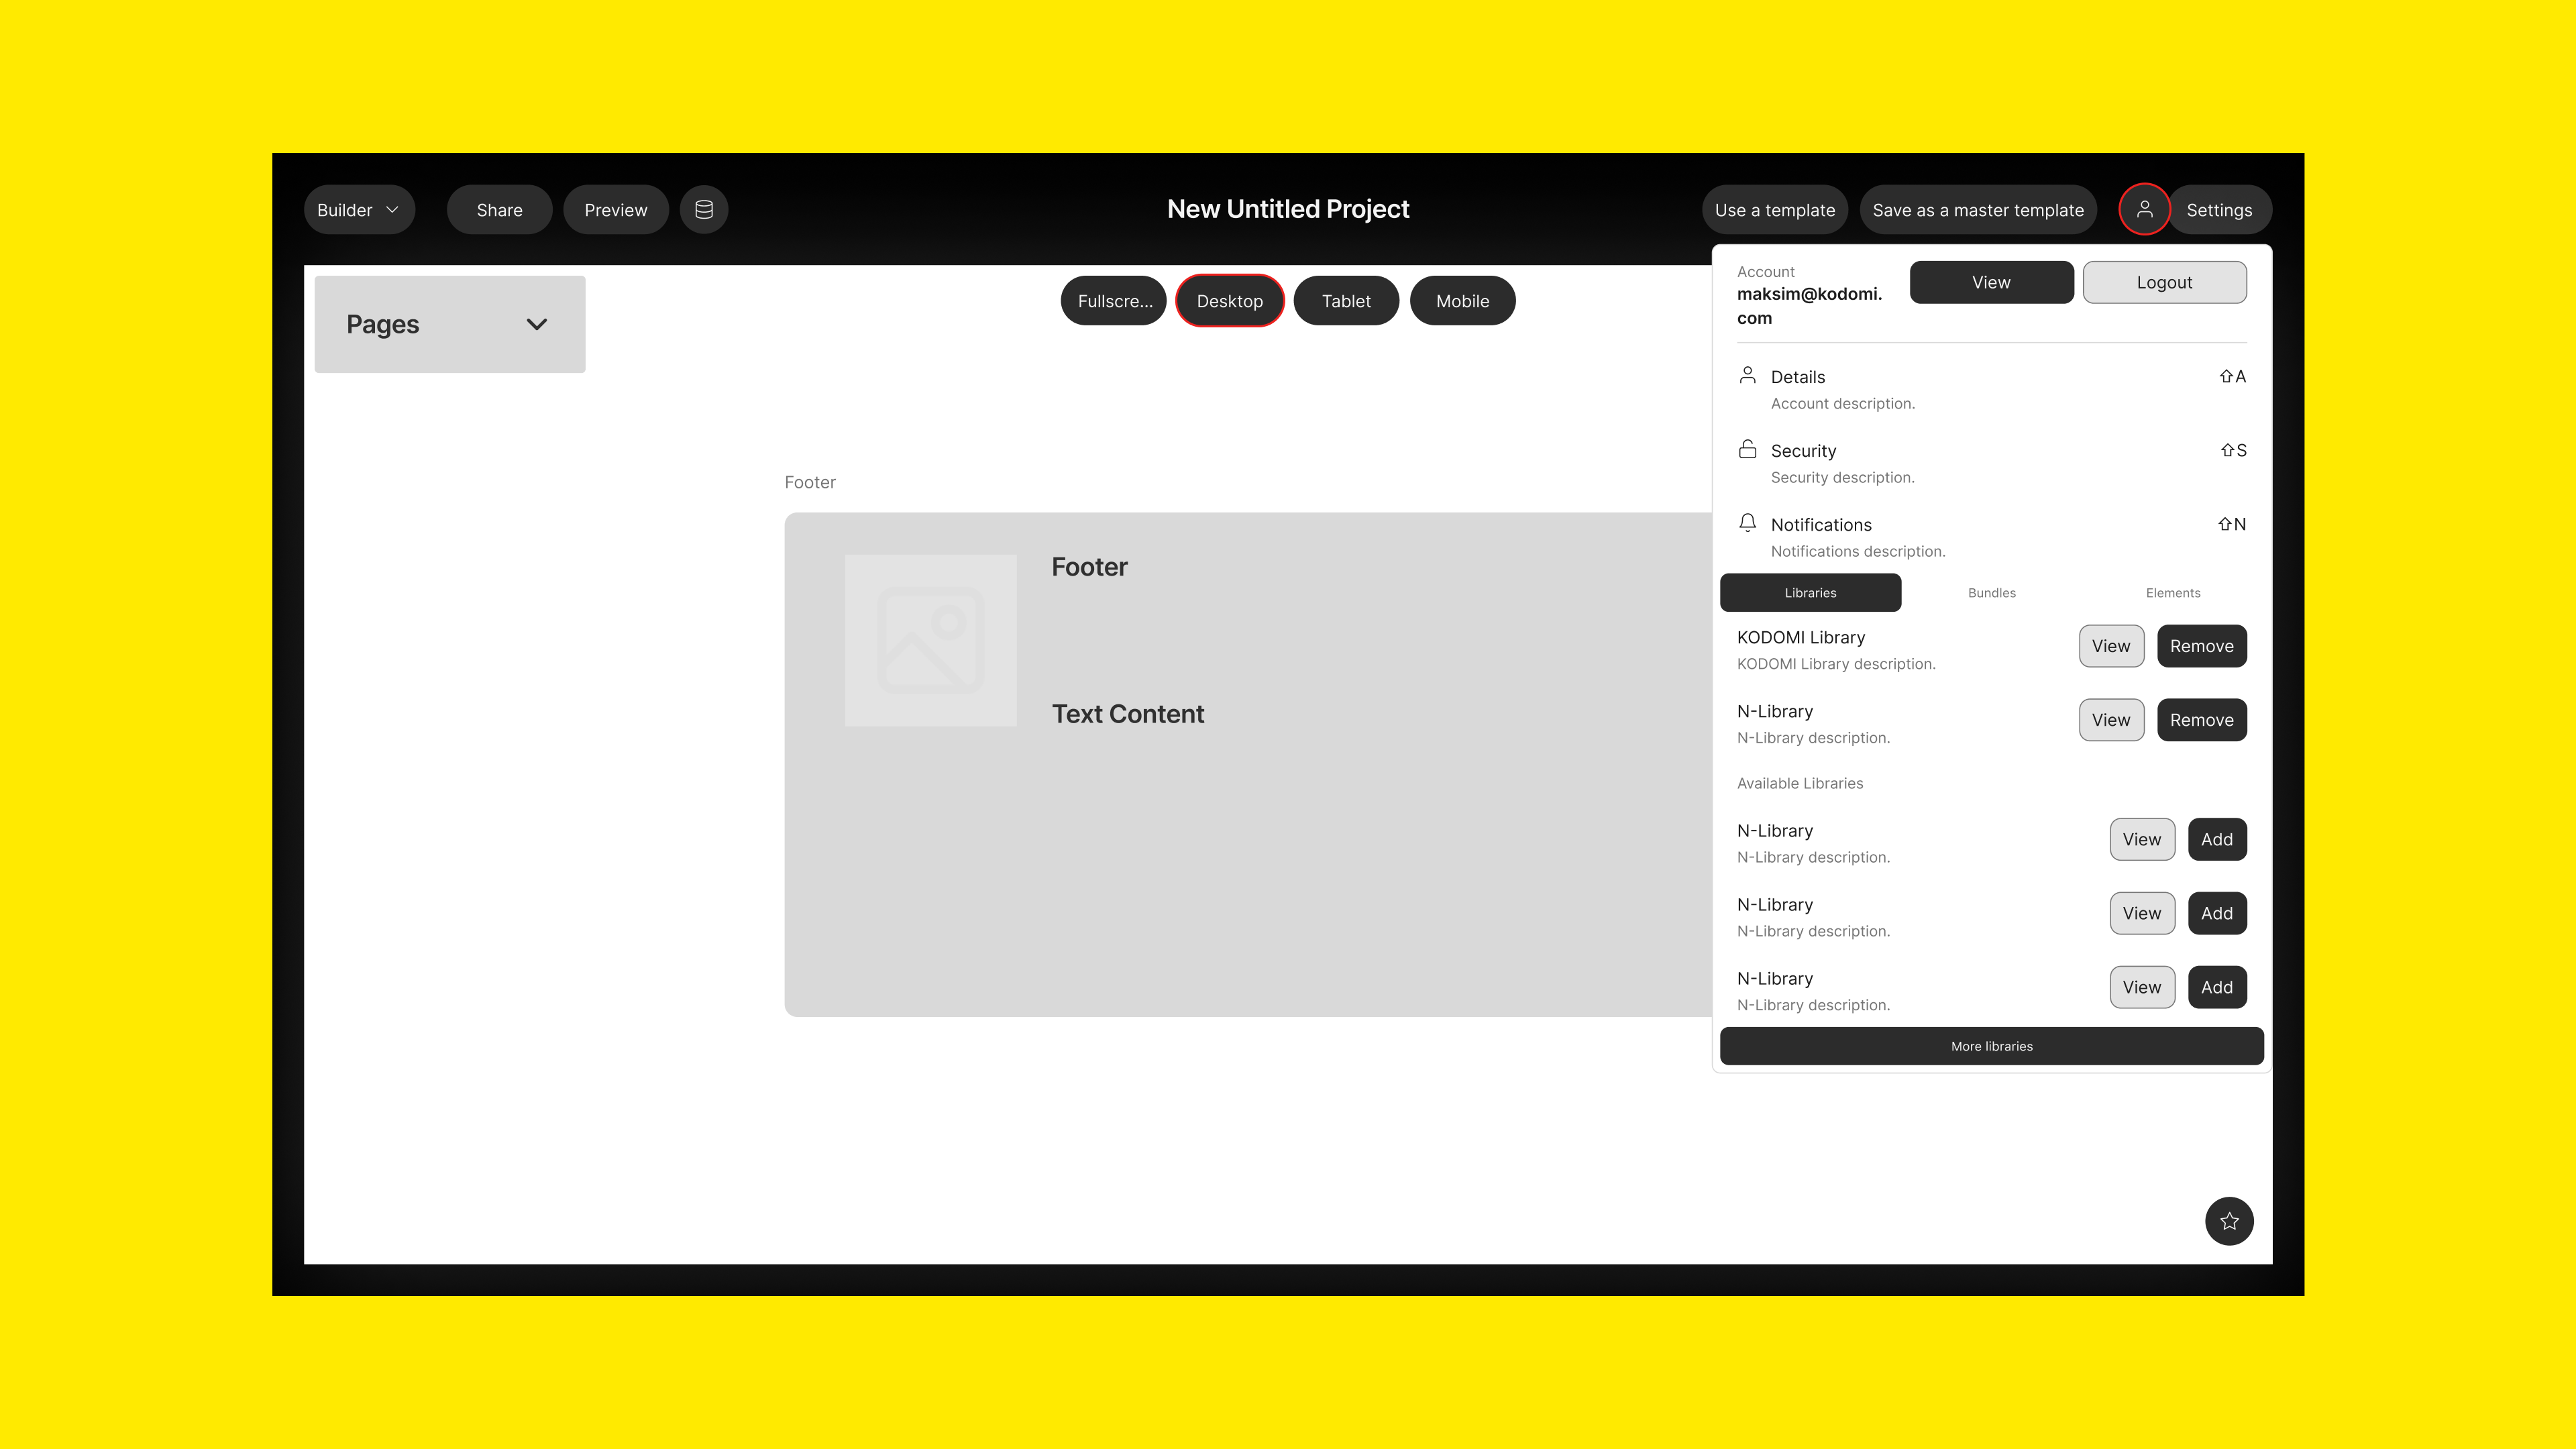 Builder
Share
Preview
New Untitled Project
Use a template
Save as a master template
Settings
Pages
Fullscre...
Desktop
Tablet
Mobile
Footer
Footer
Text Content
Account
maksim@kodomi.
com
View
Logout
Details
⇧A
Account description.
Security
⇧S
Security description.
Notifications
⇧N
Notifications description.
Libraries
Bundles
Elements
KODOMI Library
KODOMI Library description.
View
Remove
N-Library
N-Library description.
View
Remove
Available Libraries
N-Library
N-Library description.
View
Add
N-Library
N-Library description.
View
Add
N-Library
N-Library description.
View
Add
More libraries